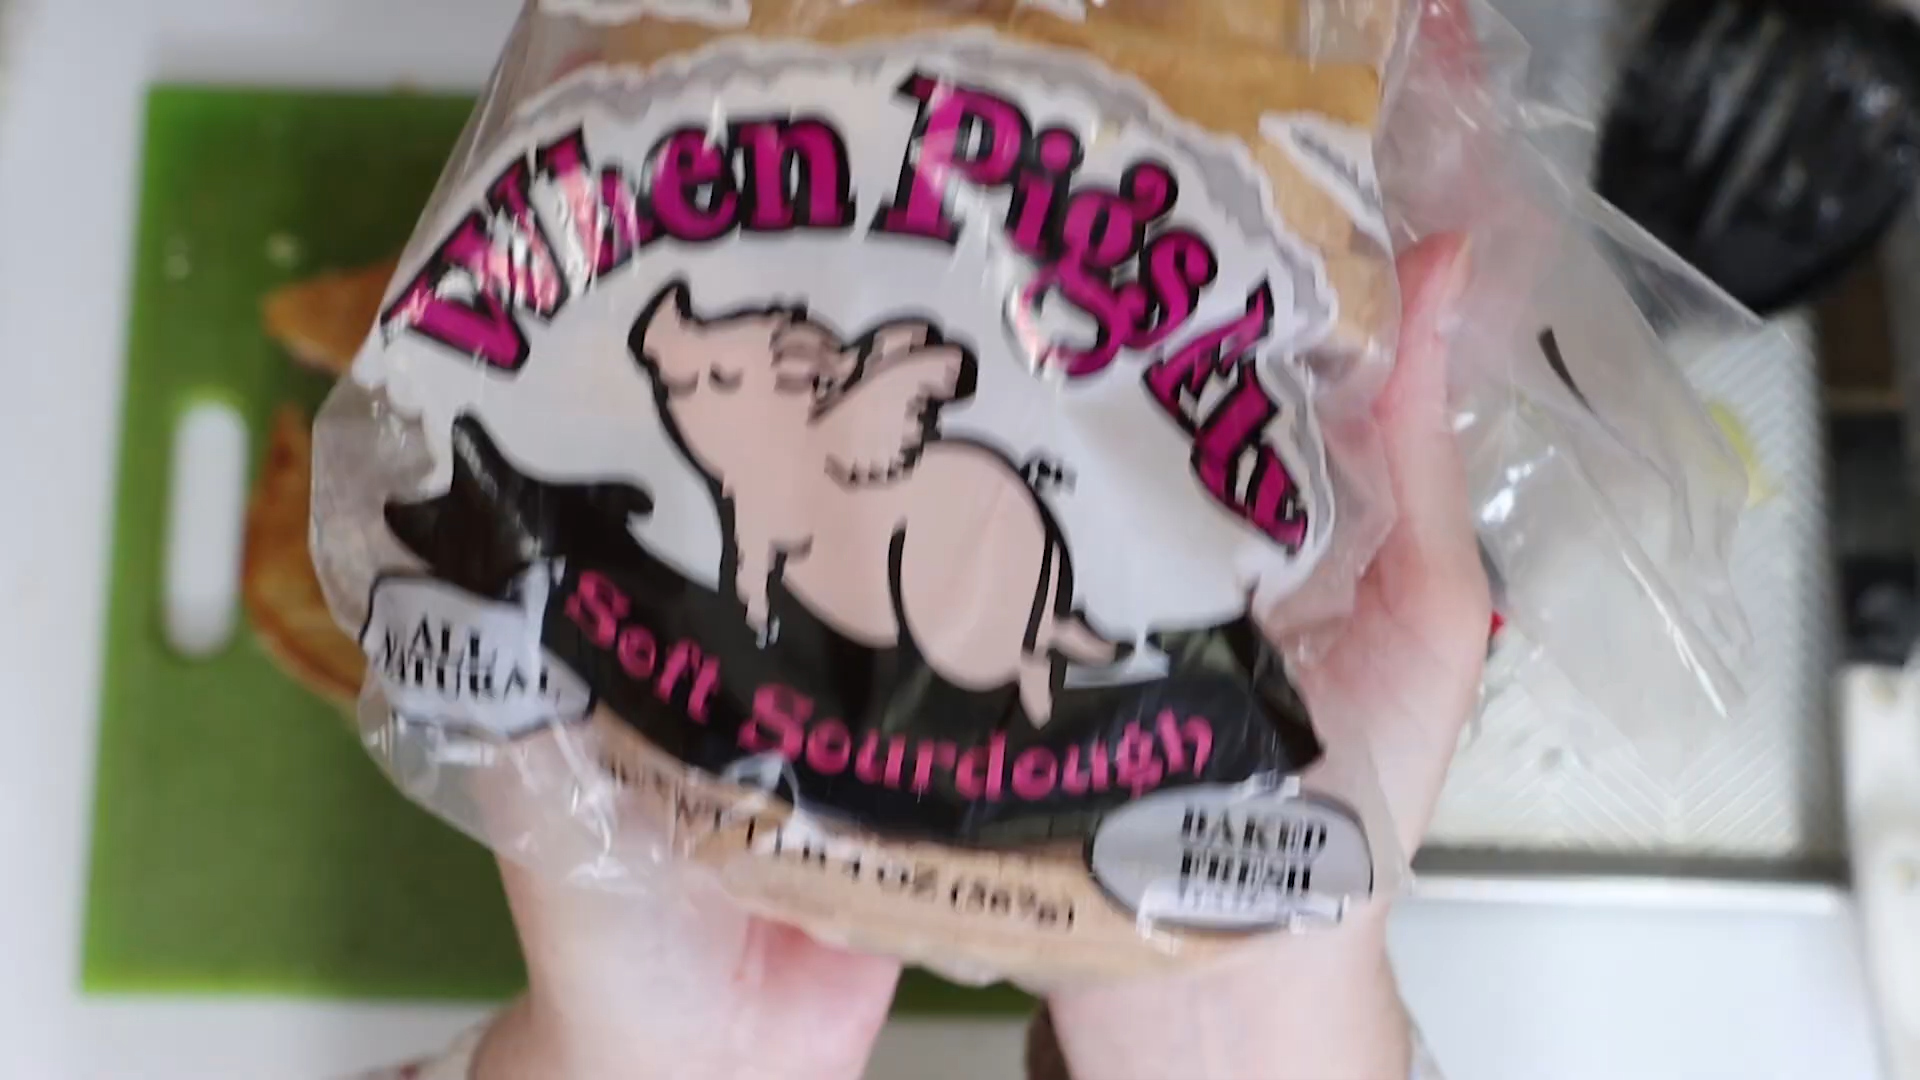 When Pigs Fly
Soft Sourdough
ALL
NATURAL
BAKED
FRESH